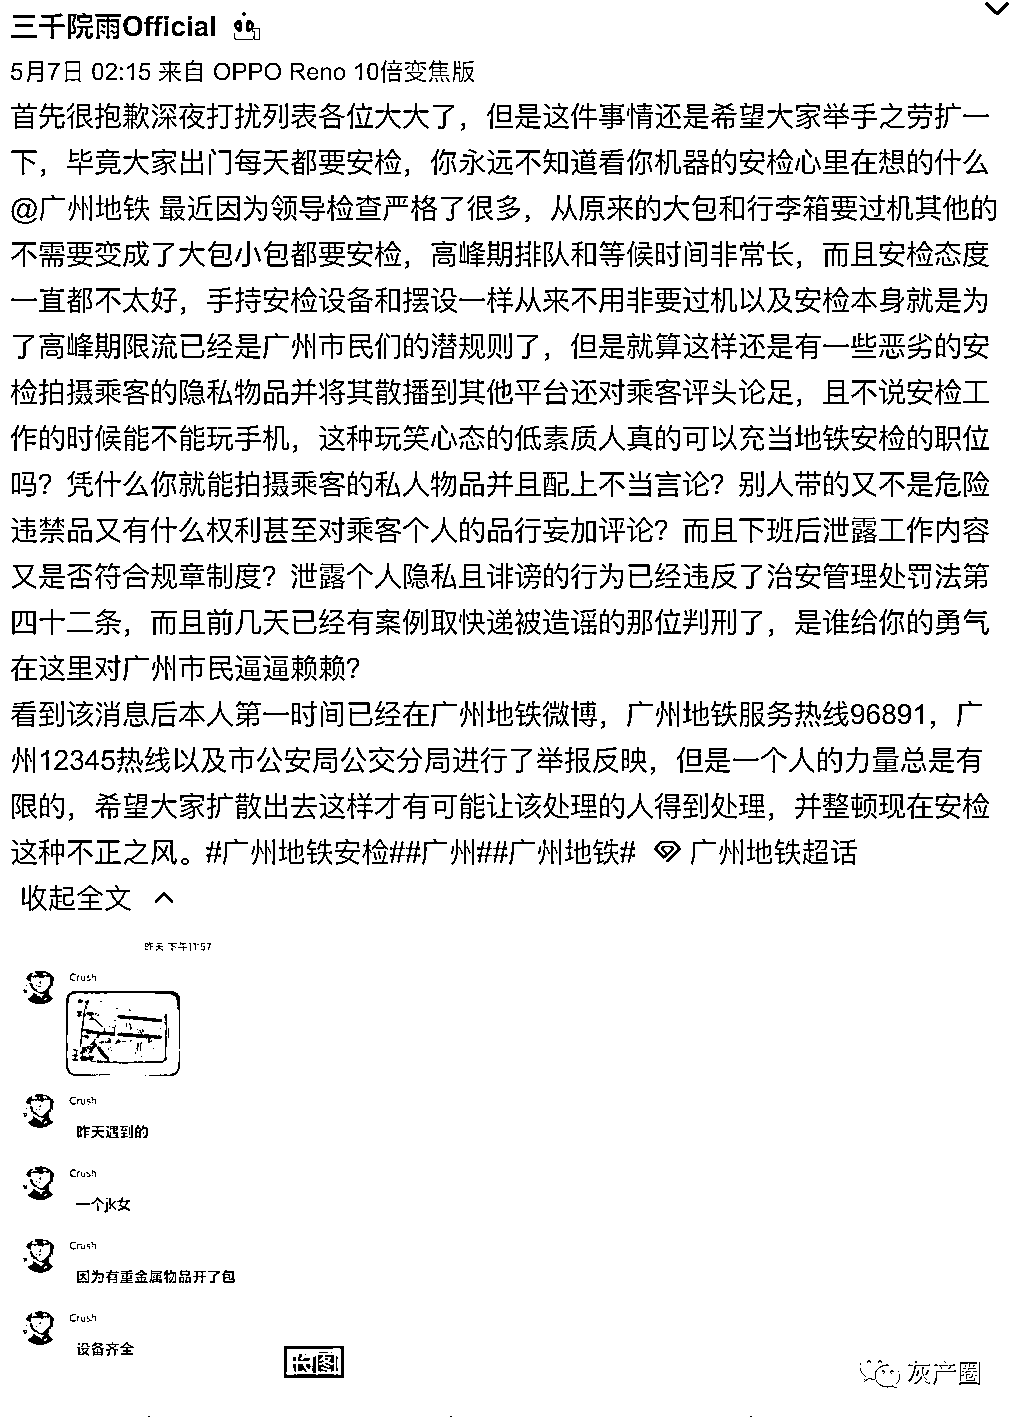 三千院雨Official
5月7日 02:15 来自 OPPO Reno 10倍变焦版
首先很抱歉深夜打扰列表各位大大了，但是这件事情还是希望大家举手之劳扩一
下，毕竟大家出门每天都要安检，你永远不知道看你机器的安检心里在想的什么
@广州地铁 最近因为领导检查严格了很多，从原来的大包和行李箱要过机其他的
不需要变成了大包小包都要安检，高峰期排队和等候时间非常长，而且安检态度
一直都不太好，手持安检设备和摆设一样从来不用非要过机以及安检本身就是为
了高峰期限流已经是广州市民们的潜规则了，但是就算这样还是有一些恶劣的安
检拍摄乘客的隐私物品并将其散播到其他平台还对乘客评头论足，且不说安检工
作的时候能不能玩手机，这种玩笑心态的低素质人真的可以充当地铁安检的职位
吗？凭什么你就能拍摄乘客的私人物品并且配上不当言论？别人带的又不是危险
违禁品又有什么权利甚至对乘客个人的品行妄加评论？而且下班后泄露工作内容
又是否符合规章制度？泄露个人隐私且诽谤的行为已经违反了治安管理处罚法第
四十二条，而且前几天已经有案例取快递被造谣的那位判刑了，是谁给你的勇气
在这里对广州市民逼逼赖赖？
看到该消息后本人第一时间已经在广州地铁微博，广州地铁服务热线96891，广
州12345热线以及市公安局公交分局进行了举报反映，但是一个人的力量总是有
限的，希望大家扩散出去这样才有可能让该处理的人得到处理，并整顿现在安检
这种不正之风。#广州地铁安检##广州##广州地铁# 广州地铁超话
收起全文
昨天 下午11:57
Crush
Crush
昨天遇到的
Crush
一个jk女
Crush
因为有重金属物品开了包
Crush
设备齐全
灰产圈